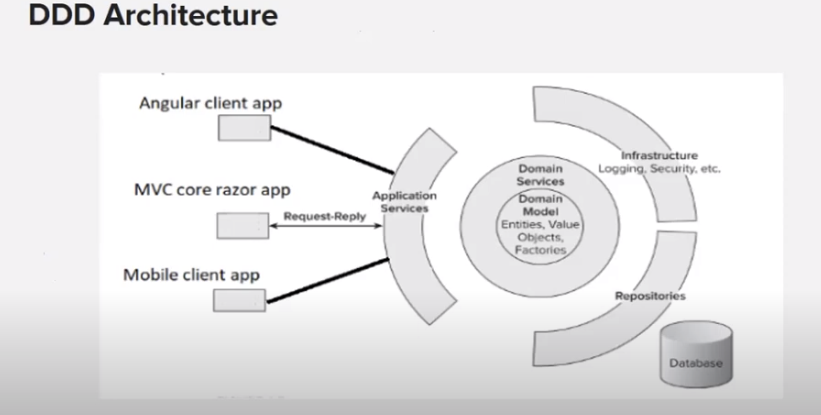 DDD Architecture
Angular client app
MVC core razor app
Request-Reply
Mobile client app
Application
Services
Domain
Services
Domain
Model
Entities, Value
Objects,
Factories
Infrastructure
Logging, Security, etc.
Repositories
Database